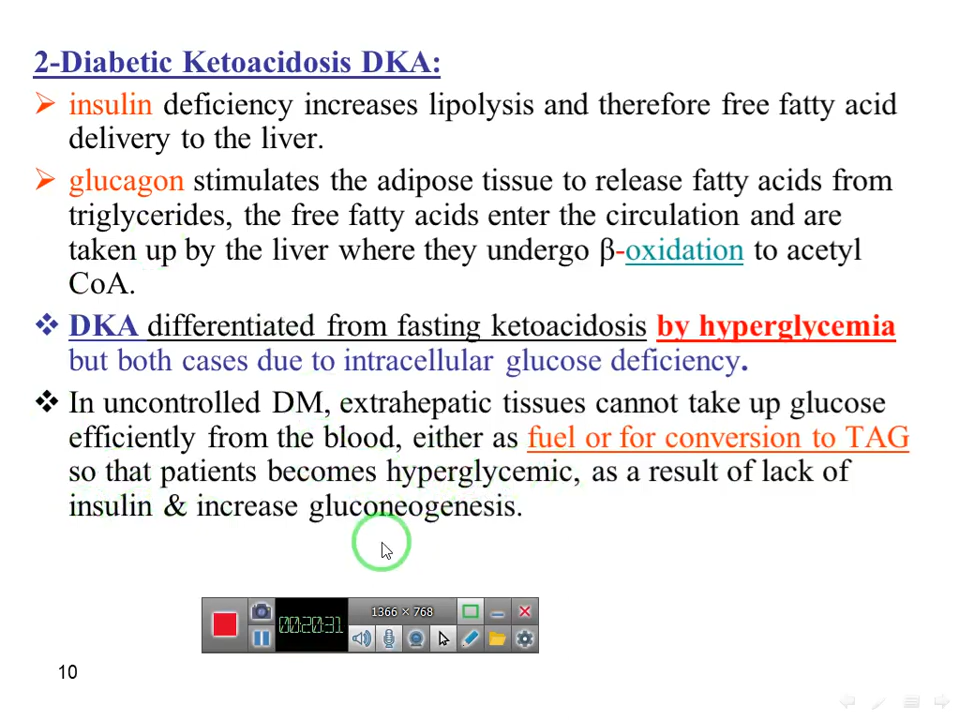 2-Diabetic Ketoacidosis DKA:
insulin deficiency increases lipolysis and therefore free fatty acid
delivery to the liver.
glucagon stimulates the adipose tissue to release fatty acids from
triglycerides, the free fatty acids enter the circulation and are
taken up by the liver where they undergo β-oxidation to acetyl
CoA.
DKA differentiated from fasting ketoacidosis by hyperglycemia
but both cases due to intracellular glucose deficiency.
In uncontrolled DM, extrahepatic tissues cannot take up glucose
efficiently from the blood, either as fuel or for conversion to TAG
so that patients becomes hyperglycemic, as a result of lack of
insulin & increase gluconeogenesis.
1366 × 768
00:20:31
10